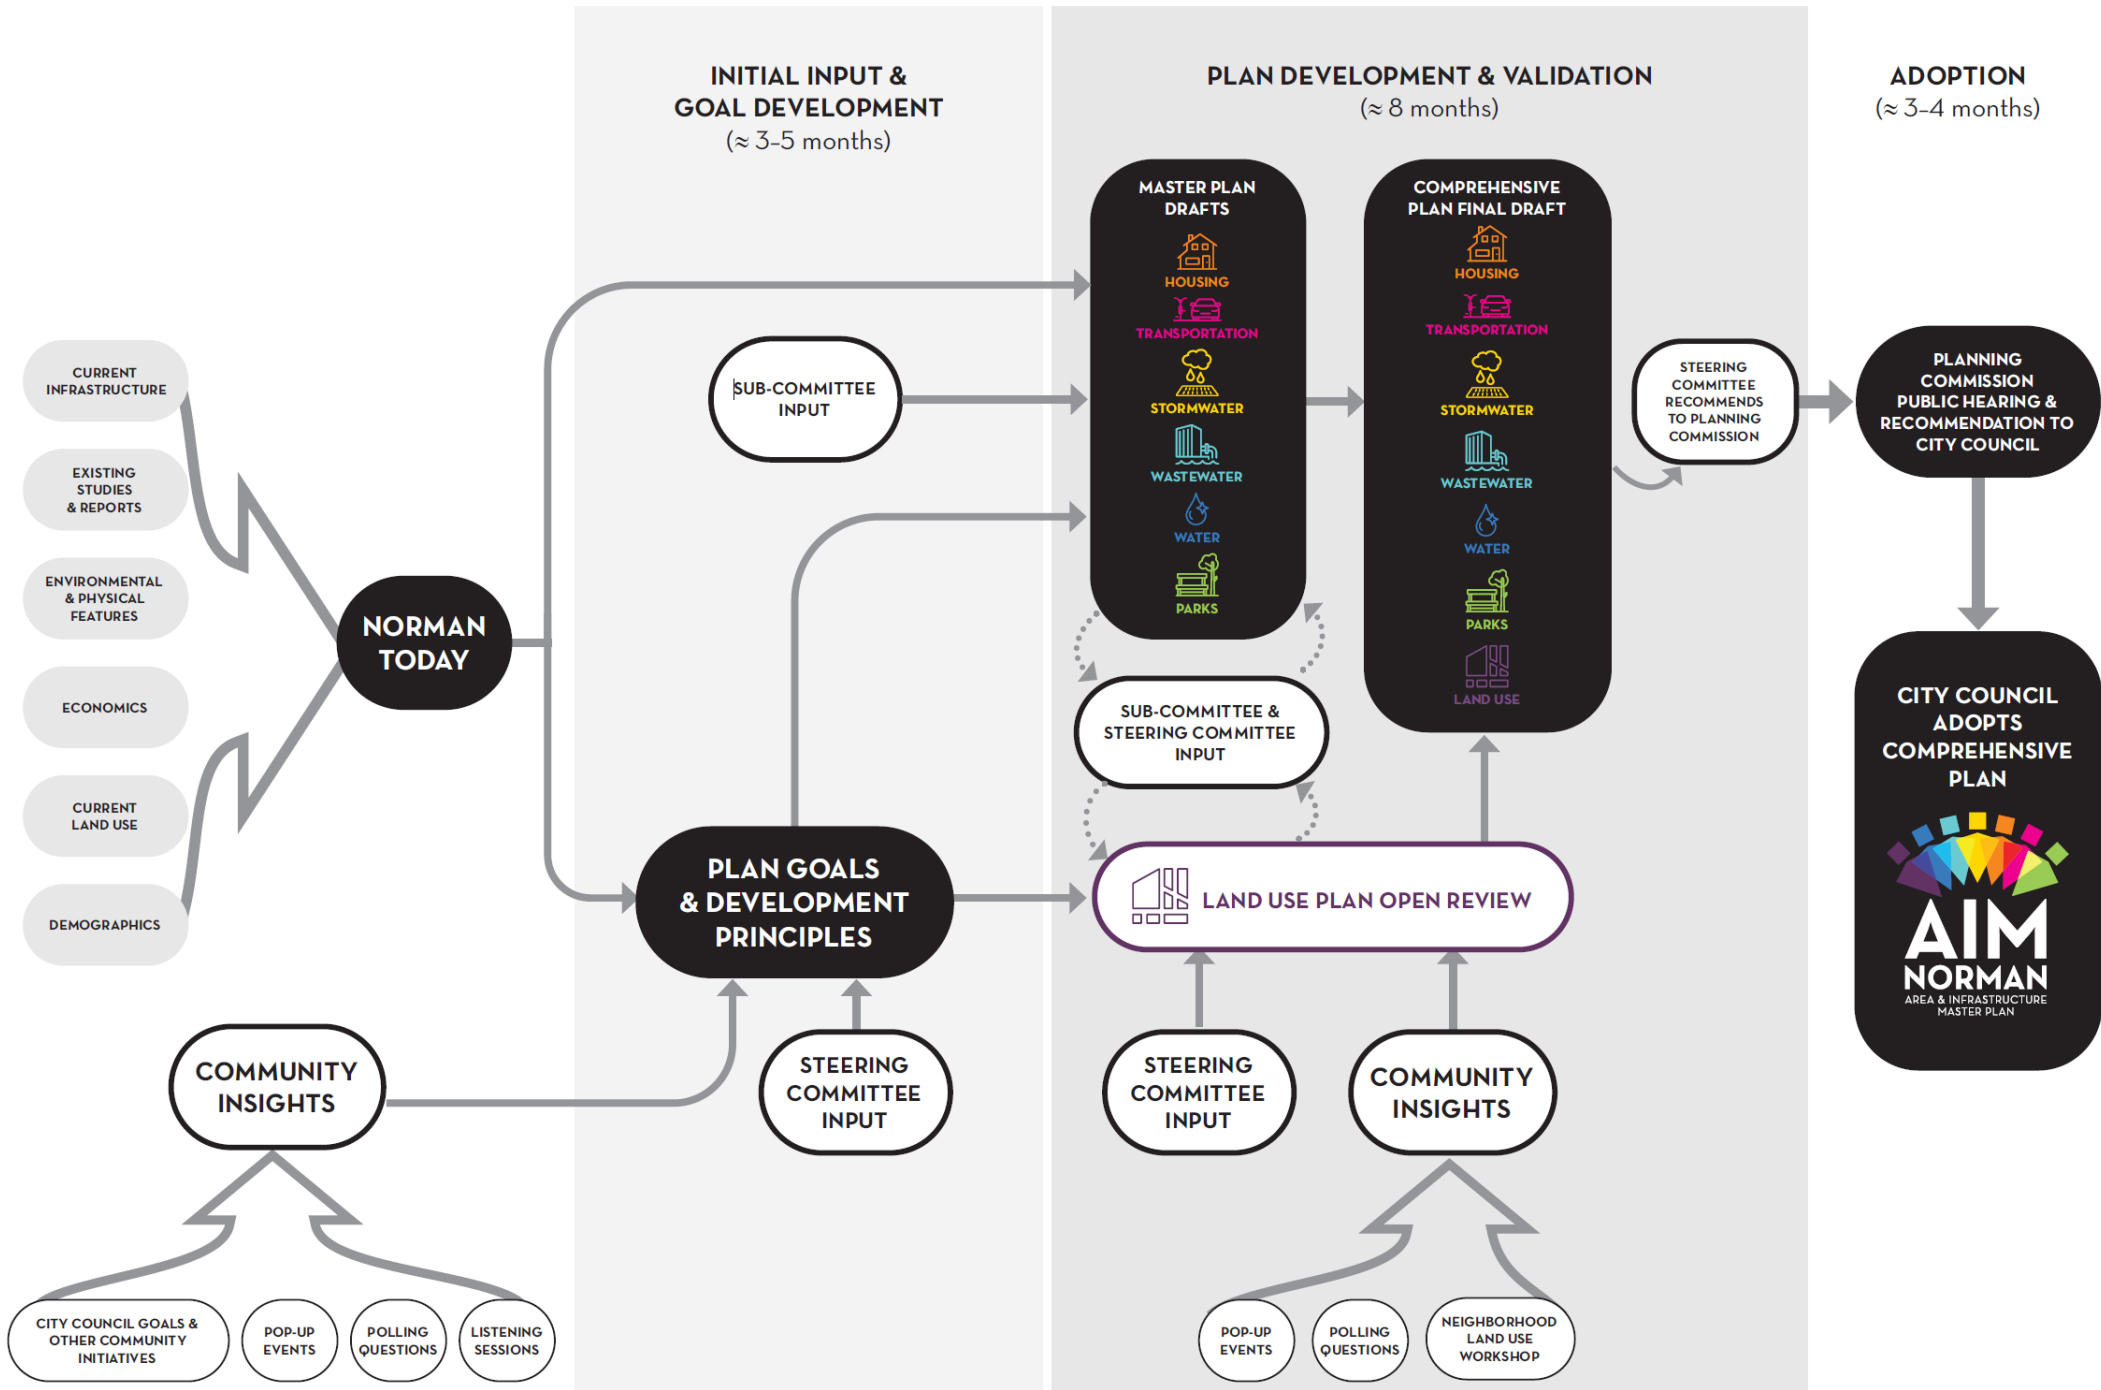 INITIAL INPUT &
GOAL DEVELOPMENT
(≈ 3–5 months)
PLAN DEVELOPMENT & VALIDATION
(≈ 8 months)
ADOPTION
(≈ 3–4 months)
CURRENT
INFRASTRUCTURE
EXISTING
STUDIES
& REPORTS
ENVIRONMENTAL
& PHYSICAL
FEATURES
ECONOMICS
CURRENT
LAND USE
DEMOGRAPHICS
NORMAN
TODAY
COMMUNITY
INSIGHTS
CITY COUNCIL GOALS &
OTHER COMMUNITY
INITIATIVES
POP-UP
EVENTS
POLLING
QUESTIONS
LISTENING
SESSIONS
SUB-COMMITTEE
INPUT
PLAN GOALS
& DEVELOPMENT
PRINCIPLES
STEERING
COMMITTEE
INPUT
MASTER PLAN
DRAFTS
HOUSING
TRANSPORTATION
STORMWATER
WASTEWATER
WATER
PARKS
SUB-COMMITTEE &
STEERING COMMITTEE
INPUT
LAND USE PLAN OPEN REVIEW
STEERING
COMMITTEE
INPUT
COMMUNITY
INSIGHTS
POP-UP
EVENTS
POLLING
QUESTIONS
NEIGHBORHOOD
LAND USE
WORKSHOP
COMPREHENSIVE
PLAN FINAL DRAFT
HOUSING
TRANSPORTATION
STORMWATER
WASTEWATER
WATER
PARKS
LAND USE
STEERING
COMMITTEE
RECOMMENDS
TO PLANNING
COMMISSION
PLANNING
COMMISSION
PUBLIC HEARING &
RECOMMENDATION TO
CITY COUNCIL
CITY COUNCIL
ADOPTS
COMPREHENSIVE
PLAN
AIM
NORMAN
AREA & INFRASTRUCTURE
MASTER PLAN